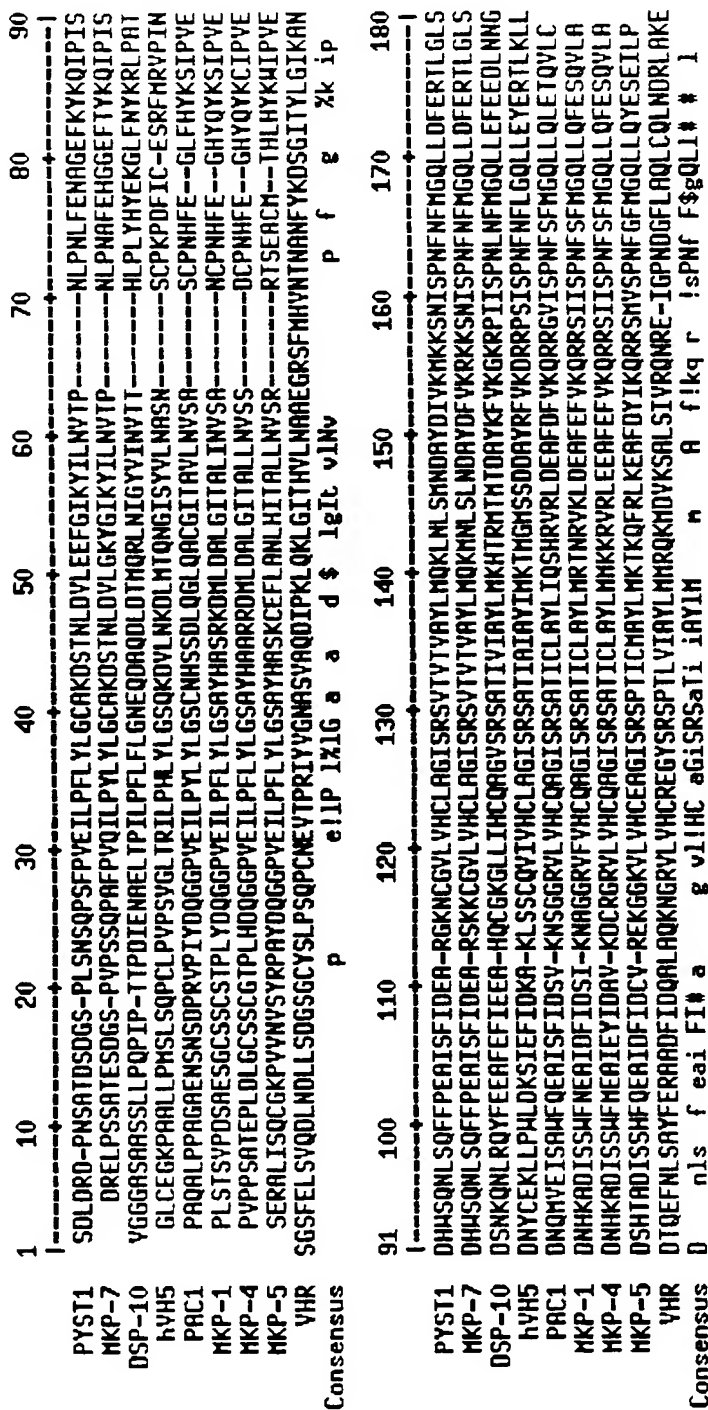 1 10 20 30 40 50 60 70 80 90
|--------+---------+---------+---------+---------+---------+---------+---------+---------|
PYST1 SDLDRD-PNSATDSDGS-PLSNSQPSFPVEILPFLYLGCAKDSTNLDVLEEFGIKYILNVTP------NLPNLFENAGEFKYKQIPIS
MKP-7 DRELPSSATESDGS-PVPSSQPAFPVQILPYLYLGCAKDSTNLDVLGKYGIKYILNVTP------NLPNAFEHGGEFTYKQIPIS
DSP-10 VGGGASAASSLLPQPIP-TTPDIENAELTPILPFLFLGNEQDAQDLDTMQRLNIGYVINVTT------HLPLYHYEKGLFNYKRLPAT
hVH5 GLCEGKPAALLPMSLSQPCLPVPSVGLTRILPHLYLGSQKDVLNKDLMTQNGISYVLNASN------SCPKPDFIC-ESRFMRVPIN
PAC1 PAQALPPAGAENSNSDPRVPIYDQGGPVEILPYLYLGSCNHSSDLQGLQACGITAVLNVSA------SCPNHFE--GLFHYKSIPVE
MKP-1 PLSTSVPDSAESGCSSCSTPLYDQGGPVEILPFLYLGSAYHASRKDMLDALGITALINVSA------NCPNHFE--GHYQYKSIPVE
MKP-4 PVPPSATEPLDLGCSSCGTPLHDQGGPVEILPFLYLGSAYHAARRDMLDALGITALLNVSS------DCPNHFE--GHYQYKCIPVE
MKP-5 SERALISQCGKPVVNVSYRPAYDQGGPVEILPFLYLGSAYHASKCEFLANLHITALLNVSR------RTSEACM--THLHYKWIPVE
VHR SGSFELSVQDLNDLLSDGSGCYSLPSQPCNEVTPRIYVGNASVAQDIPKLQKLGITHVLNAAEGRSFMHVNTNANFYKDSGITYLGIKAN
Consensus p e!lP l%lG a a d $ lgIt vlNv p f g %k ip
91 100 110 120 130 140 150 160 170 180
|--------+---------+---------+---------+---------+---------+---------+---------+---------|
PYST1 DHWSQNLSQFFPEAISFIDEA-RGKNCGVLVHCLAGISRSVTVTVAYLMQKLNLSMNDAYDIVKMKKSNISPNFNFMGQLLDFERTLGLS
MKP-7 DHWSQNLSQFFPEAISFIDEA-RSKKCGVLVHCLAGISRSVTVTVAYLMQKMNLSLNDAYDFVKRKKSNISPNFNFMGQLLDFERTLGLS
DSP-10 DSNKQNLRQYFEEAFEFIEEA-HQCGKGLLIHCQAGVSRSATIVIAYLMKHTRMTMTDAYKFVKGKRPIISPNLNFMGQLLEFEEDLNNG
hVH5 DNYCEKLLPWLDKSIEFIDKA-KLSSCQVIVHCLAGISRSATIAIAYIMKTMGMSSDDAYRFVKDRRPSISPNFNFLGQLLEYERTLKLL
PAC1 DNQMVEISAWFQEAISFIDSV-KNSGGRVLVHCQAGISRSATICLAYLIQSHRVRLDEAFDFVKQRRGVISPNFSFMGQLLQLETQVLC
MKP-1 DNHKADISSWFNEAIDFIDSI-KNAGGRVFVHCQAGISRSATICLAYLMRTNRVKLDEAFEFVKQRRSIISPNFSFMGQLLQFESQVLA
MKP-4 DNHKADISSWFMEAIEYIDAV-KDCRGRVLVHCQAGISRSATICLAYLMMKKRVRLEEAFEFVKQRRSIISPNFSFMGQLLQFESQVLA
MKP-5 DSHTADISSHFQEAIDFIDCV-REKGGKVLVHCEAGISRSPTICMAYLMKTKQFRLKEAFDYIKQRRSMVSPNFGFMGQLLQYESEILP
VHR DTQEFNLSAYFERAADFIDQALAQKNGRVLVHCREGYSRSPTLVIAYLMMRQKMDVKSALSIVRQNRE-IGPNDGFLAQLCQLNDRLAKE
Consensus D nls f eai FI# a g vl!HC aGiSRSaTi iAYlM m A f!kq r !sPNf F$gQLl# # l